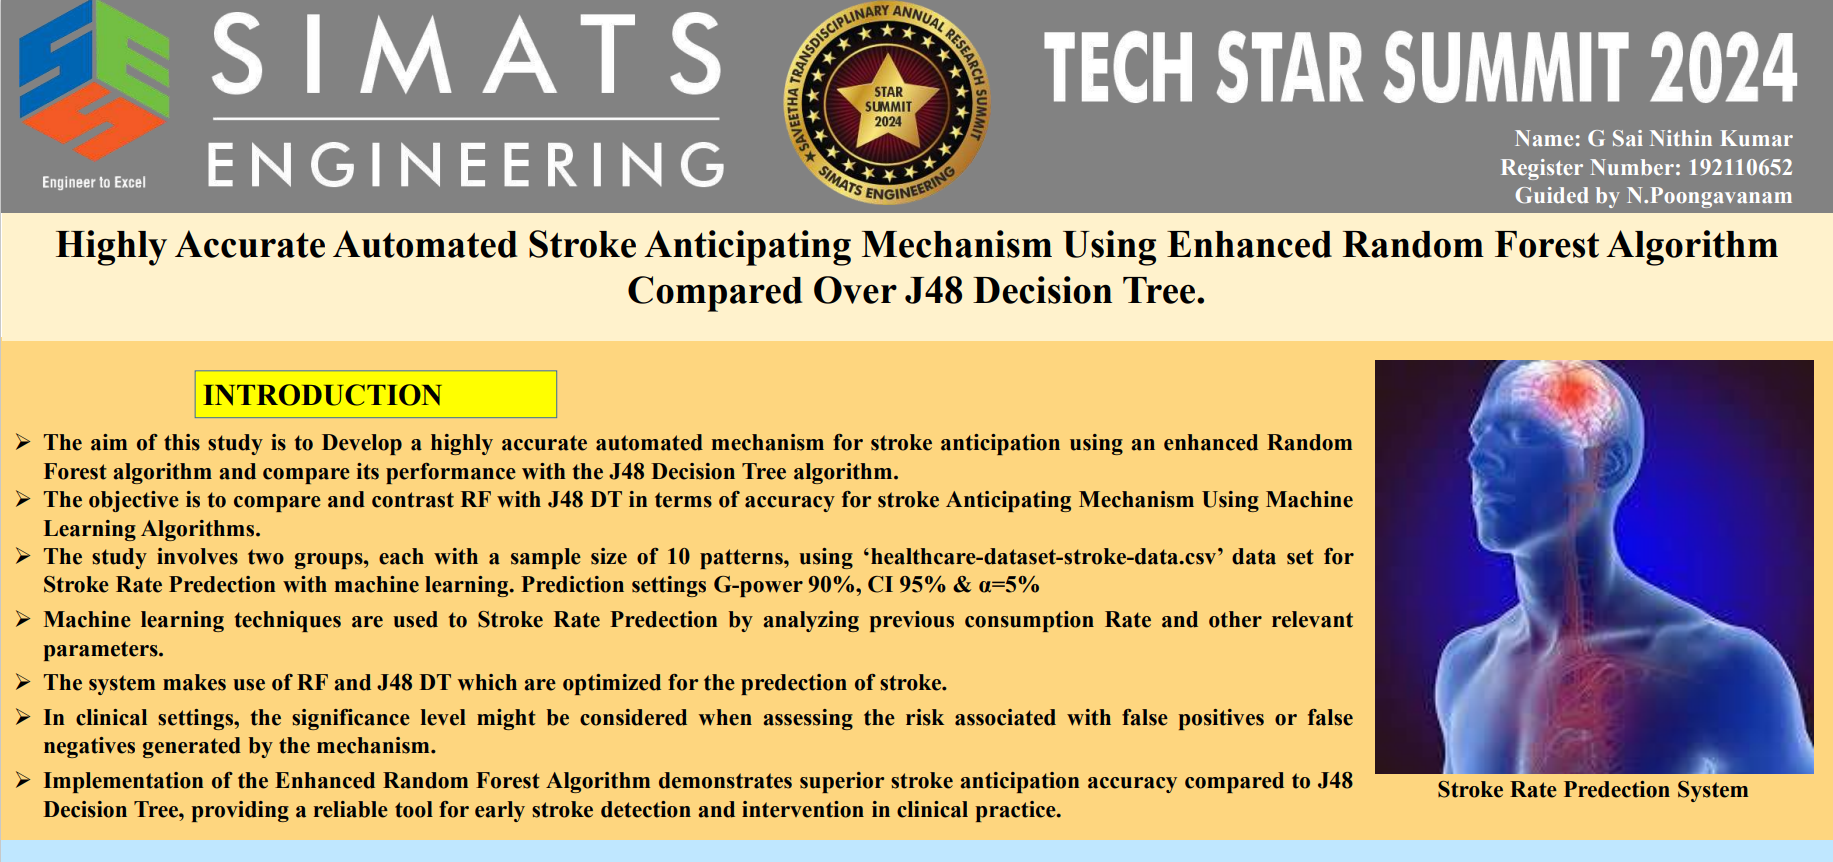 SIMATS
ENGINEERING
Engineer to Excel
SAVEETHA TRANSDISCIPLINARY ANNUAL RESEARCH SUMMIT
STAR
SUMMIT
2024
SIMATS ENGINEERING
TECH STAR SUMMIT 2024
Name: G Sai Nithin Kumar
Register Number: 192110652
Guided by N.Poongavanam
Highly Accurate Automated Stroke Anticipating Mechanism Using Enhanced Random Forest Algorithm
Compared Over J48 Decision Tree.
INTRODUCTION
➢ The aim of this study is to Develop a highly accurate automated mechanism for stroke anticipation using an enhanced Random
Forest algorithm and compare its performance with the J48 Decision Tree algorithm.
➢ The objective is to compare and contrast RF with J48 DT in terms of accuracy for stroke Anticipating Mechanism Using Machine
Learning Algorithms.
➢ The study involves two groups, each with a sample size of 10 patterns, using ‘healthcare-dataset-stroke-data.csv’ data set for
Stroke Rate Predection with machine learning. Prediction settings G-power 90%, CI 95% & α=5%
➢ Machine learning techniques are used to Stroke Rate Predection by analyzing previous consumption Rate and other relevant
parameters.
➢ The system makes use of RF and J48 DT which are optimized for the predection of stroke.
➢ In clinical settings, the significance level might be considered when assessing the risk associated with false positives or false
negatives generated by the mechanism.
➢ Implementation of the Enhanced Random Forest Algorithm demonstrates superior stroke anticipation accuracy compared to J48
Decision Tree, providing a reliable tool for early stroke detection and intervention in clinical practice.
Stroke Rate Predection System